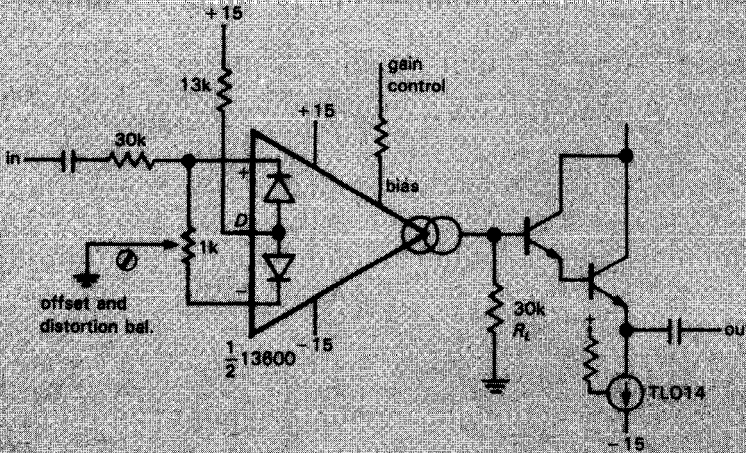 +15
13k
gain
control
+15
30k
in
+
bias
D
1k
-
offset and
distortion bal.
30k
R_L
+
ou
1/2 13600
-15
TL014
-15